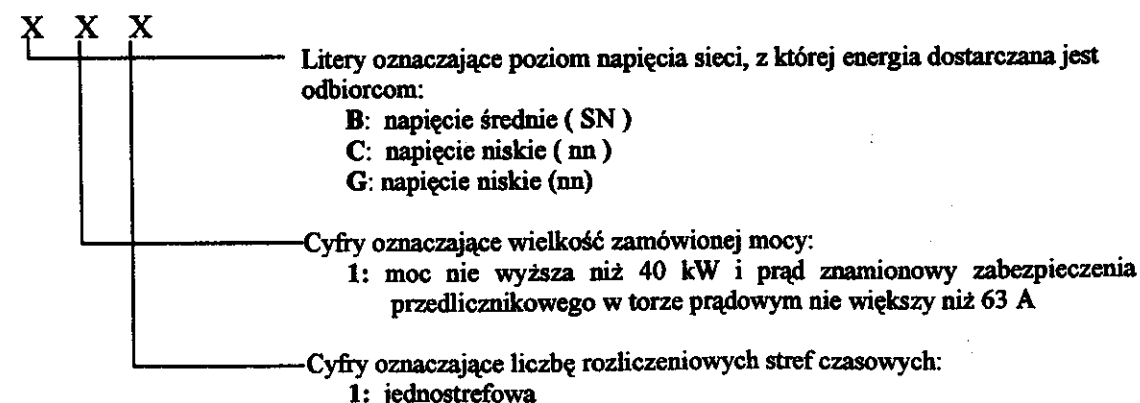 X X X
Litery oznaczające poziom napięcia sieci, z której energia dostarczana jest
odbiorcom:
B: napięcie średnie ( SN )
C: napięcie niskie ( nn )
G: napięcie niskie (nn)
Cyfry oznaczające wielkość zamówionej mocy:
1: moc nie wyższa niż 40 kW i prąd znamionowy zabezpieczenia
przedlicznikowego w torze prądowym nie większy niż 63 A
Cyfry oznaczające liczbę rozliczeniowych stref czasowych:
1: jednostrefowa